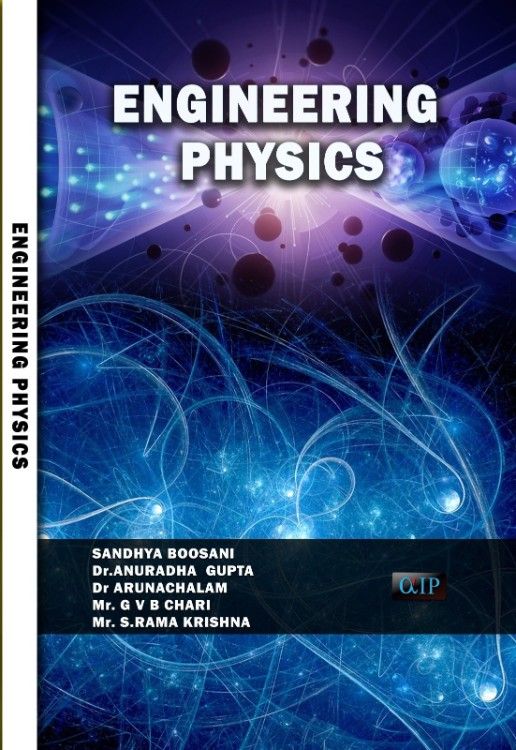 ENGINEERING
PHYSICS
ENGINEERING PHYSICS
SANDHYA BOOSANI
Dr.ANURADHA GUPTA
Dr ARUNACHALAM
Mr. G V B CHARI
Mr. S.RAMA KRISHNA
αIP